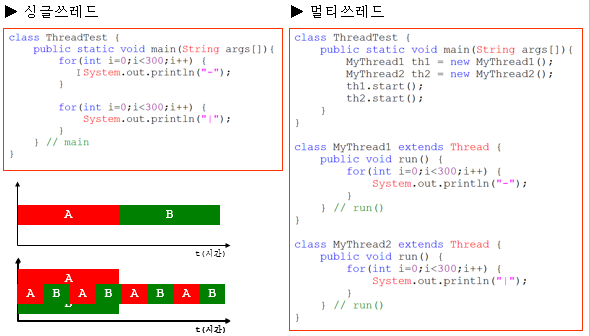 ▶ 싱글쓰레드
class ThreadTest {
public static void main(String args[]){
for(int i=0;i<300;i++) {
System.out.println("-");
}
for(int i=0;i<300;i++) {
System.out.println("|");
}
} // main
}
A B
t(시간)
A
A B A B A B A B
B
t(시간)
▶ 멀티쓰레드
class ThreadTest {
public static void main(String args[]){
MyThread1 th1 = new MyThread1();
MyThread2 th2 = new MyThread2();
th1.start();
th2.start();
}
}
class MyThread1 extends Thread {
public void run() {
for(int i=0;i<300;i++) {
System.out.println("-");
}
} // run()
}
class MyThread2 extends Thread {
public void run() {
for(int i=0;i<300;i++) {
System.out.println("|");
}
} // run()
}